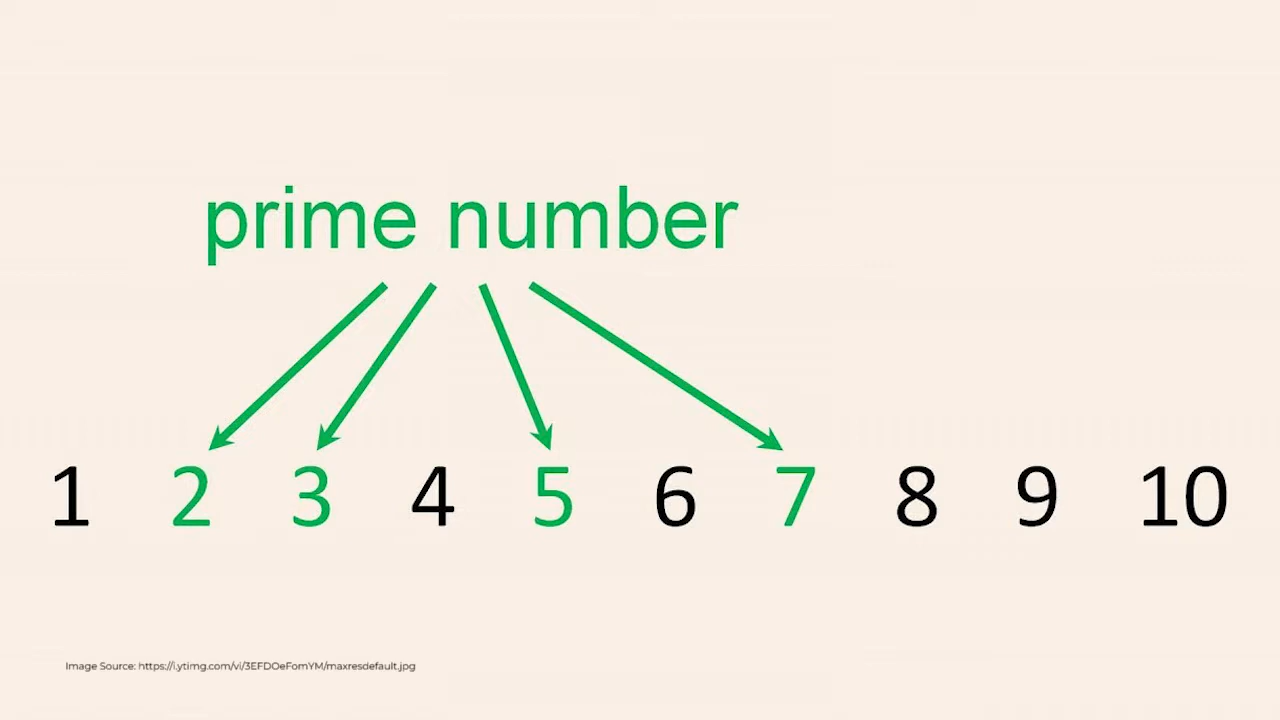 prime number
1 2 3 4 5 6 7 8 9 10
Image Source: https://i.ytimg.com/vi/3EFDOeFomYM/maxresdefault.jpg